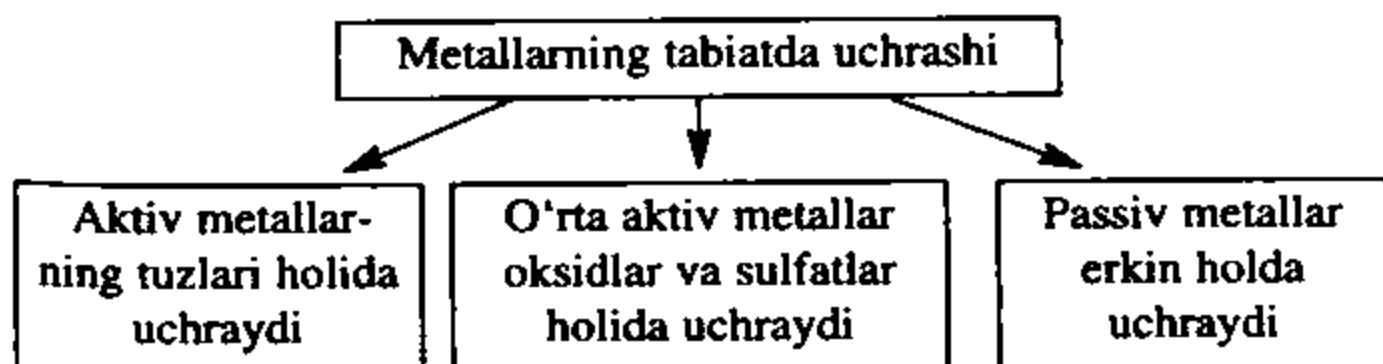 Metallarning tabiatda uchrashi
Aktiv metallar-
ning tuzlari holida
uchraydi
O‘rta aktiv metallar
oksidlar va sulfatlar
holida uchraydi
Passiv metallar
erkin holda
uchraydi